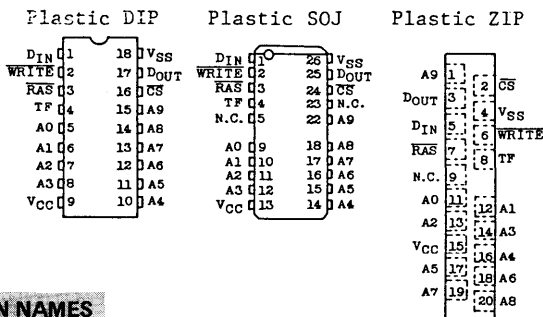 Plastic DIP
DIN 1 18 VSS
WRITE 2 17 DOUT
RAS 3 16 CS
TF 4 15 A9
A0 5 14 A8
A1 6 13 A7
A2 7 12 A6
A3 8 11 A5
VCC 9 10 A4
Plastic SOJ
DIN 1 26 VSS
WRITE 2 25 DOUT
RAS 3 24 CS
TF 4 23 N.C.
N.C. 5 22 A9
A0 9 18 A8
A1 10 17 A7
A2 11 16 A6
A3 12 15 A5
VCC 13 14 A4
Plastic ZIP
A9 1
2 CS
DOUT 3
4 VSS
DIN 5
6 WRITE
RAS 7
8 TF
N.C. 9
A0 11
12 A1
A2 13
14 A3
VCC 15
16 A4
A5 17
18 A6
A7 19
20 A8
N NAMES